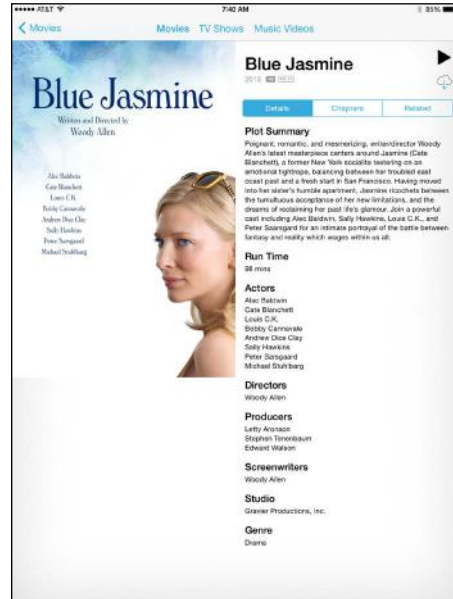 AT&T
7:40 AM
85%
Movies
Movies TV Shows Music Videos
Blue Jasmine
Written and Directed by
Woody Allen
Alec Baldwin
Cate Blanchett
Louis C.K.
Bobby Cannavale
Andrew Dice Clay
Sally Hawkins
Peter Sarsgaard
Michael Stuhlbarg
Blue Jasmine
2013
Details Chapters Related
Plot Summary
Poignant, romantic, and mesmerizing, writer/director Woody
Allen's latest masterpiece centers around Jasmine (Cate
Blanchett), a former New York socialite teetering on an
emotional tightrope, balancing between her troubled east
coast past and a fresh start in San Francisco. Having moved
into her sister's humble apartment, Jasmine ricochets between
the tumultuous acceptance of her new limitations, and the
dreams of reclaiming her past life's glamour. Join a powerful
cast including Alec Baldwin, Sally Hawkins, Louis C.K., and
Peter Saarsgard for an intimate portrayal of the battle between
fantasy and reality which wages within us all.
Run Time
98 mins
Actors
Alec Baldwin
Cate Blanchett
Louis C.K.
Bobby Cannavale
Andrew Dice Clay
Sally Hawkins
Peter Sarsgaard
Michael Stuhlbarg
Directors
Woody Allen
Producers
Letty Aronson
Stephen Tenenbaum
Edward Walson
Screenwriters
Woody Allen
Studio
Gravier Productions, Inc.
Genre
Drama